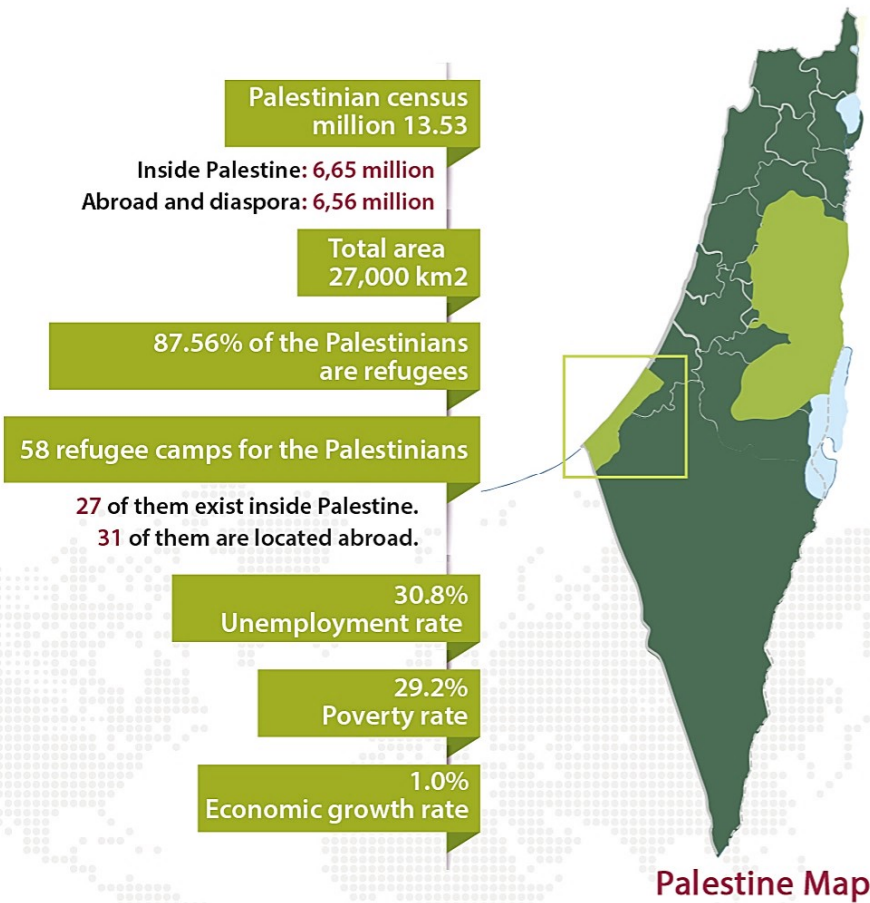 Palestinian census
million 13.53
Inside Palestine: 6,65 million
Abroad and diaspora: 6,56 million
Total area
27,000 km2
87.56% of the Palestinians
are refugees
58 refugee camps for the Palestinians
27 of them exist inside Palestine.
31 of them are located abroad.
30.8%
Unemployment rate
29.2%
Poverty rate
1.0%
Economic growth rate
Palestine Map